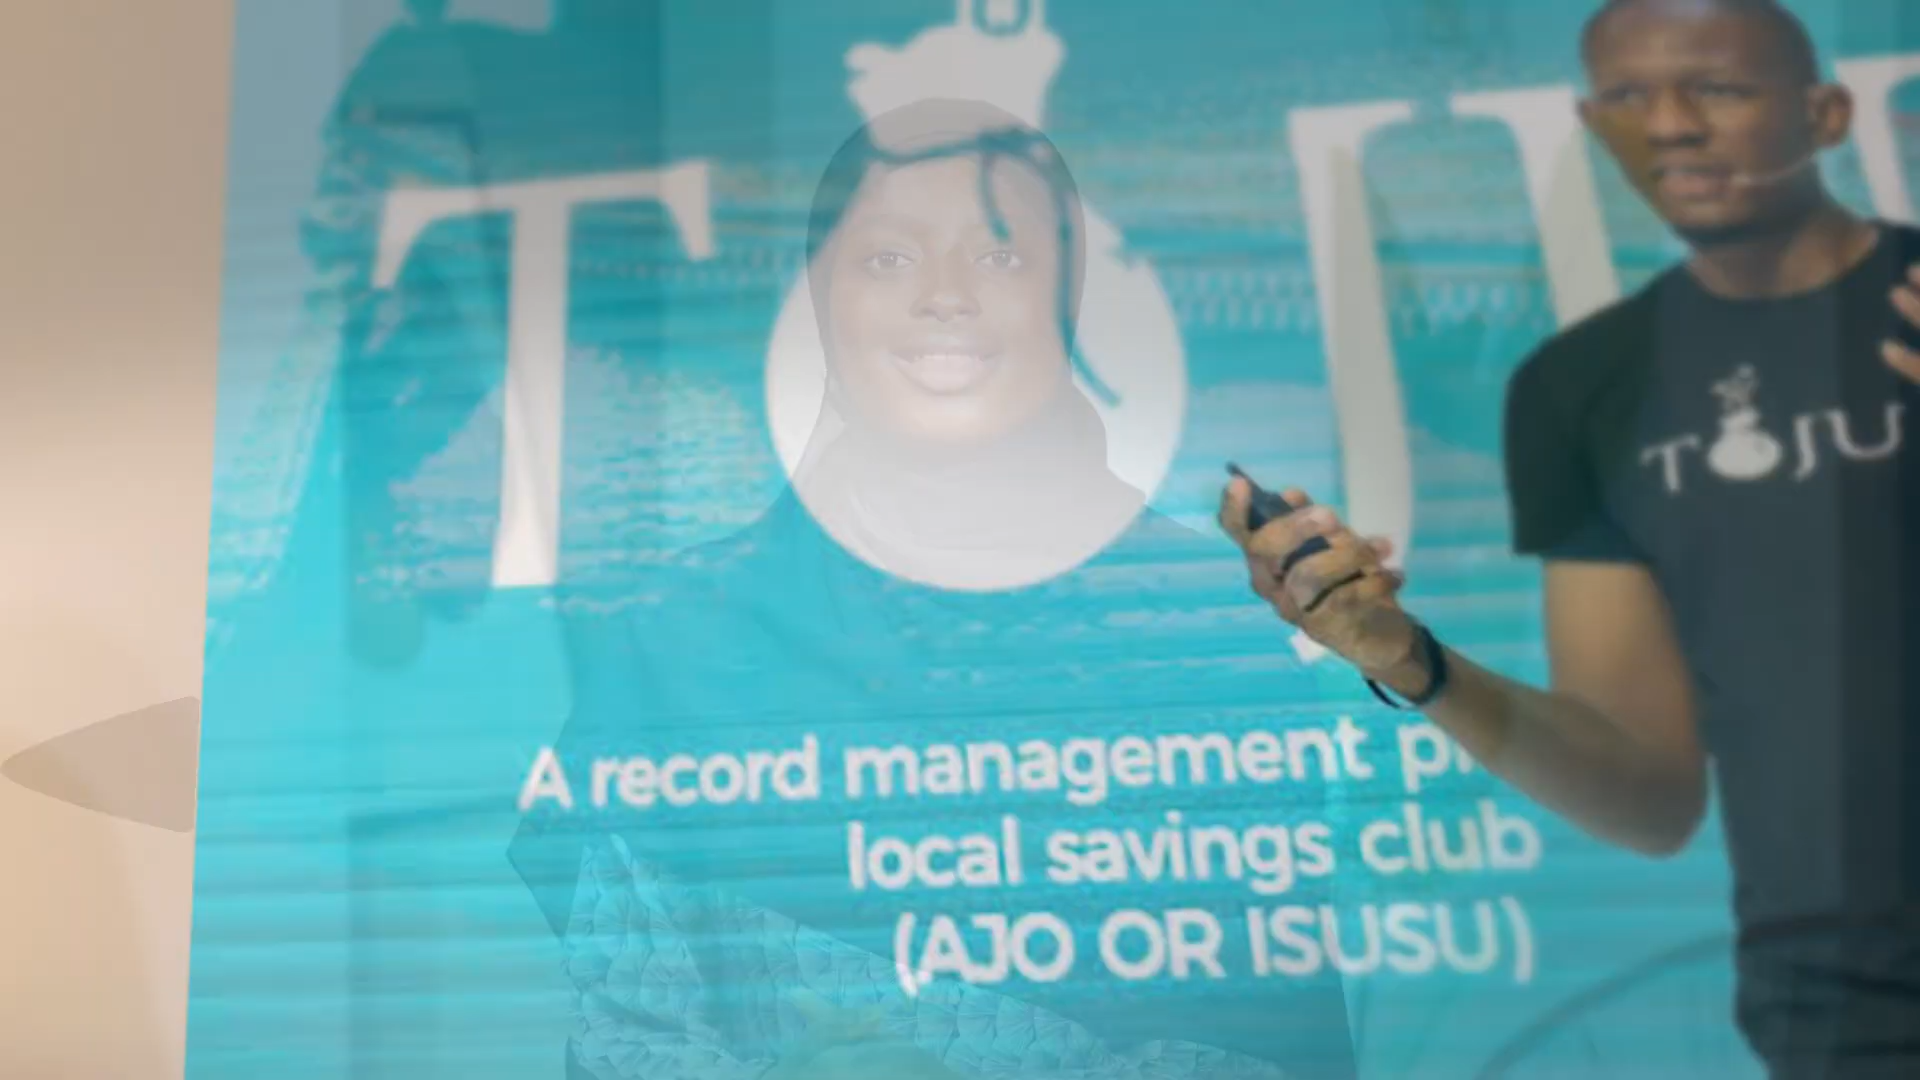 TOJU
TOJU
A record management
local savings club
(AJO OR ISUSU)